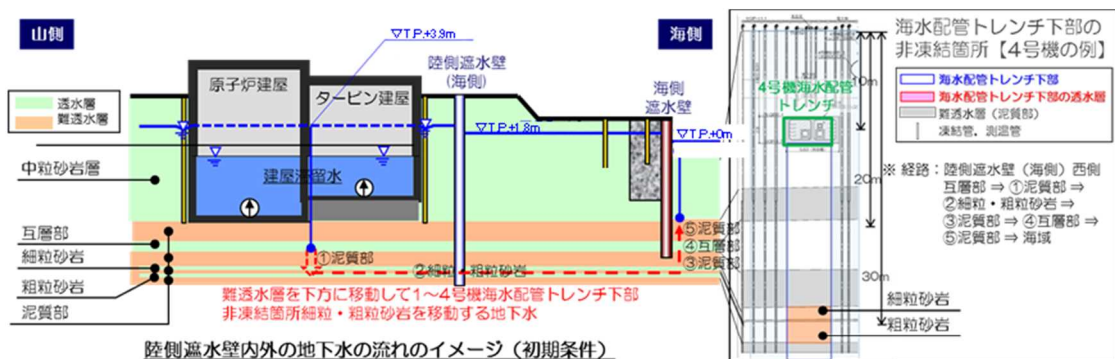 山側
海側
▽T.P.+3.9m
陸側遮水壁
(海側)
海側
遮水壁
原子炉建屋
タービン建屋
透水層
難透水層
▽T.P.+1.8m
▽T.P.+0m
中粒砂岩層
建屋滞留水
互層部
細粒砂岩
粗粒砂岩
泥質部
①泥質部
②細粒・粗粒砂岩
⑤泥質部
④互層部
③泥質部
難透水層を下方に移動して1~4号機海水配管トレンチ下部
非凍結箇所細粒・粗粒砂岩を移動する地下水
陸側遮水壁内外の地下水の流れのイメージ(初期条件)
10m
20m
30m
4号機海水配管
トレンチ
海水配管トレンチ下部の
非凍結箇所【4号機の例】
海水配管トレンチ下部
海水配管トレンチ下部の透水層
難透水層(泥質部)
凍結管、測温管
※ 経路:陸側遮水壁(海側)西側
互層部 ⇒ ①泥質部 ⇒
②細粒・粗粒砂岩 ⇒
③泥質部 ⇒ ④互層部 ⇒
⑤泥質部 ⇒ 海域
細粒砂岩
粗粒砂岩